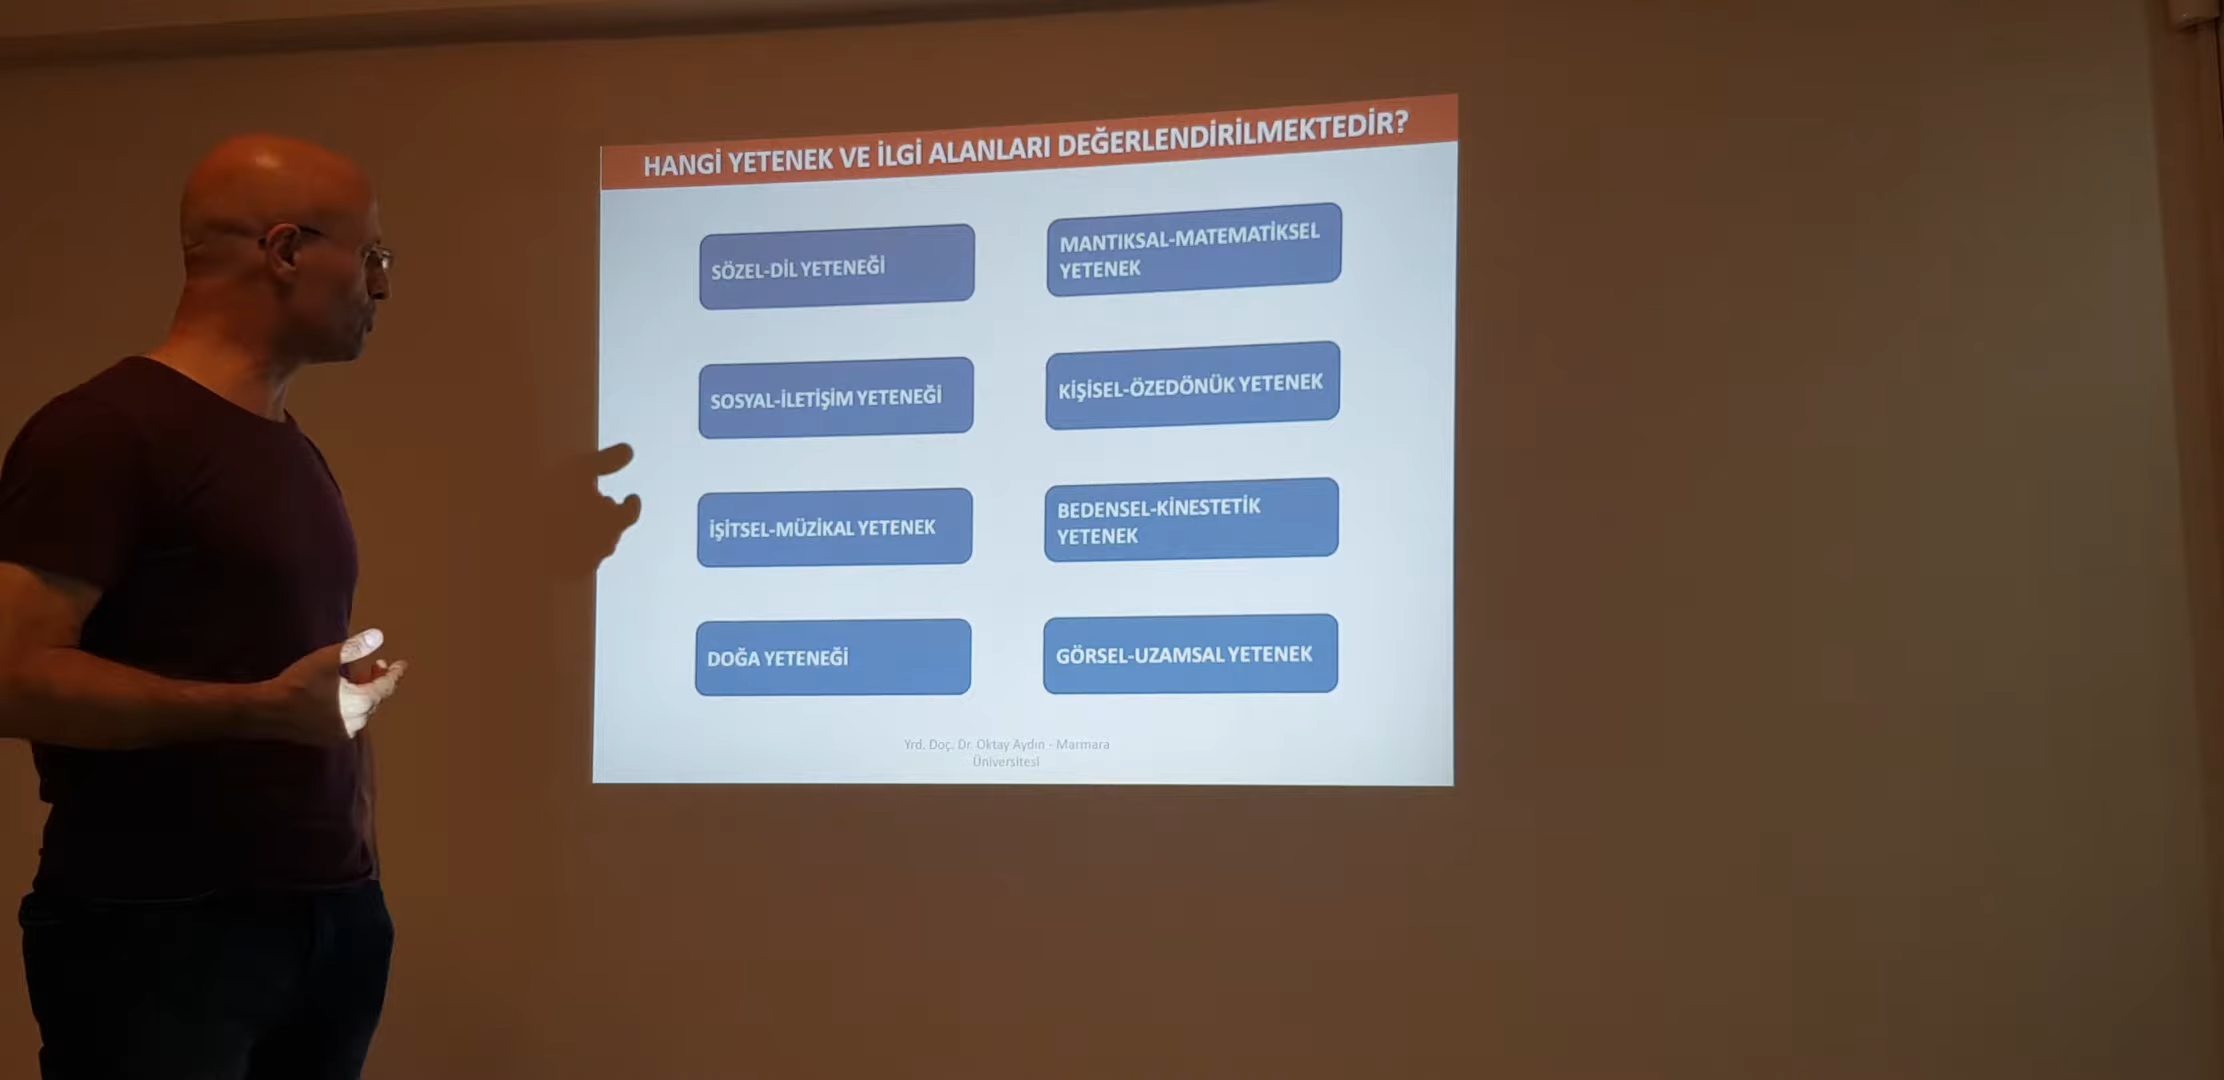 HANGİ YETENEK VE İLGİ ALANLARI DEĞERLENDİRİLMEKTEDİR?
SÖZEL-DİL YETENEĞİ
MANTIKSAL-MATEMATİKSEL
YETENEK
SOSYAL-İLETİŞİM YETENEĞİ
KİŞİSEL-ÖZEDÖNÜK YETENEK
İŞİTSEL-MÜZİKAL YETENEK
BEDENSEL-KİNESTETİK
YETENEK
DOĞA YETENEĞİ
GÖRSEL-UZAMSAL YETENEK
Yrd. Doç. Dr. Oktay Aydın - Marmara
Üniversitesi